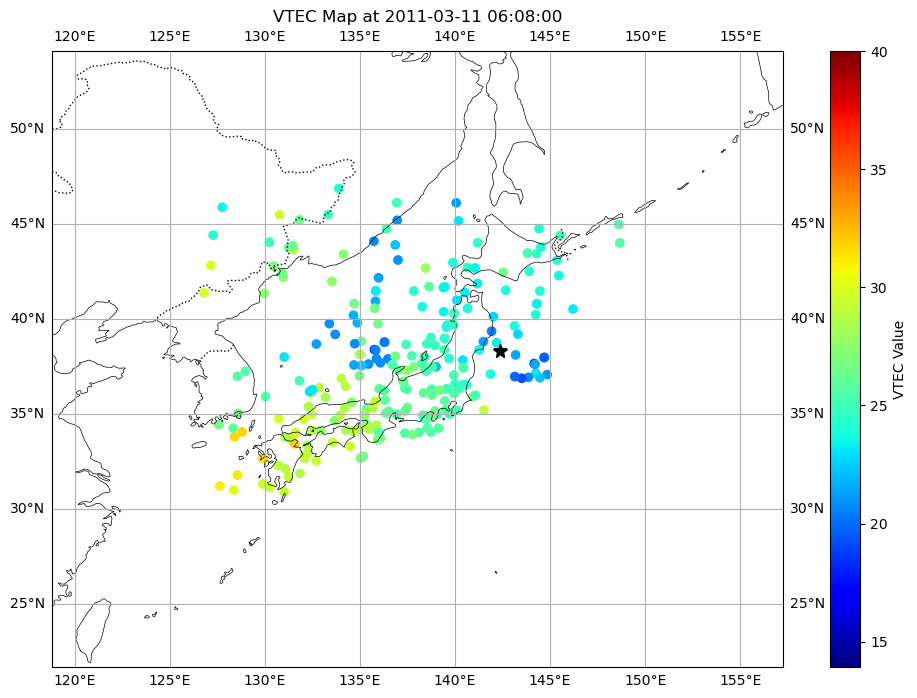 VTEC Map at 2011-03-11 06:08:00
120°E 125°E 130°E 135°E 140°E 145°E 150°E 155°E
40
50°N 50°N
35
45°N 45°N
40°N 40°N
30
VTEC Value
35°N 35°N
25
30°N 30°N
20
25°N 25°N
15
120°E 125°E 130°E 135°E 140°E 145°E 150°E 155°E